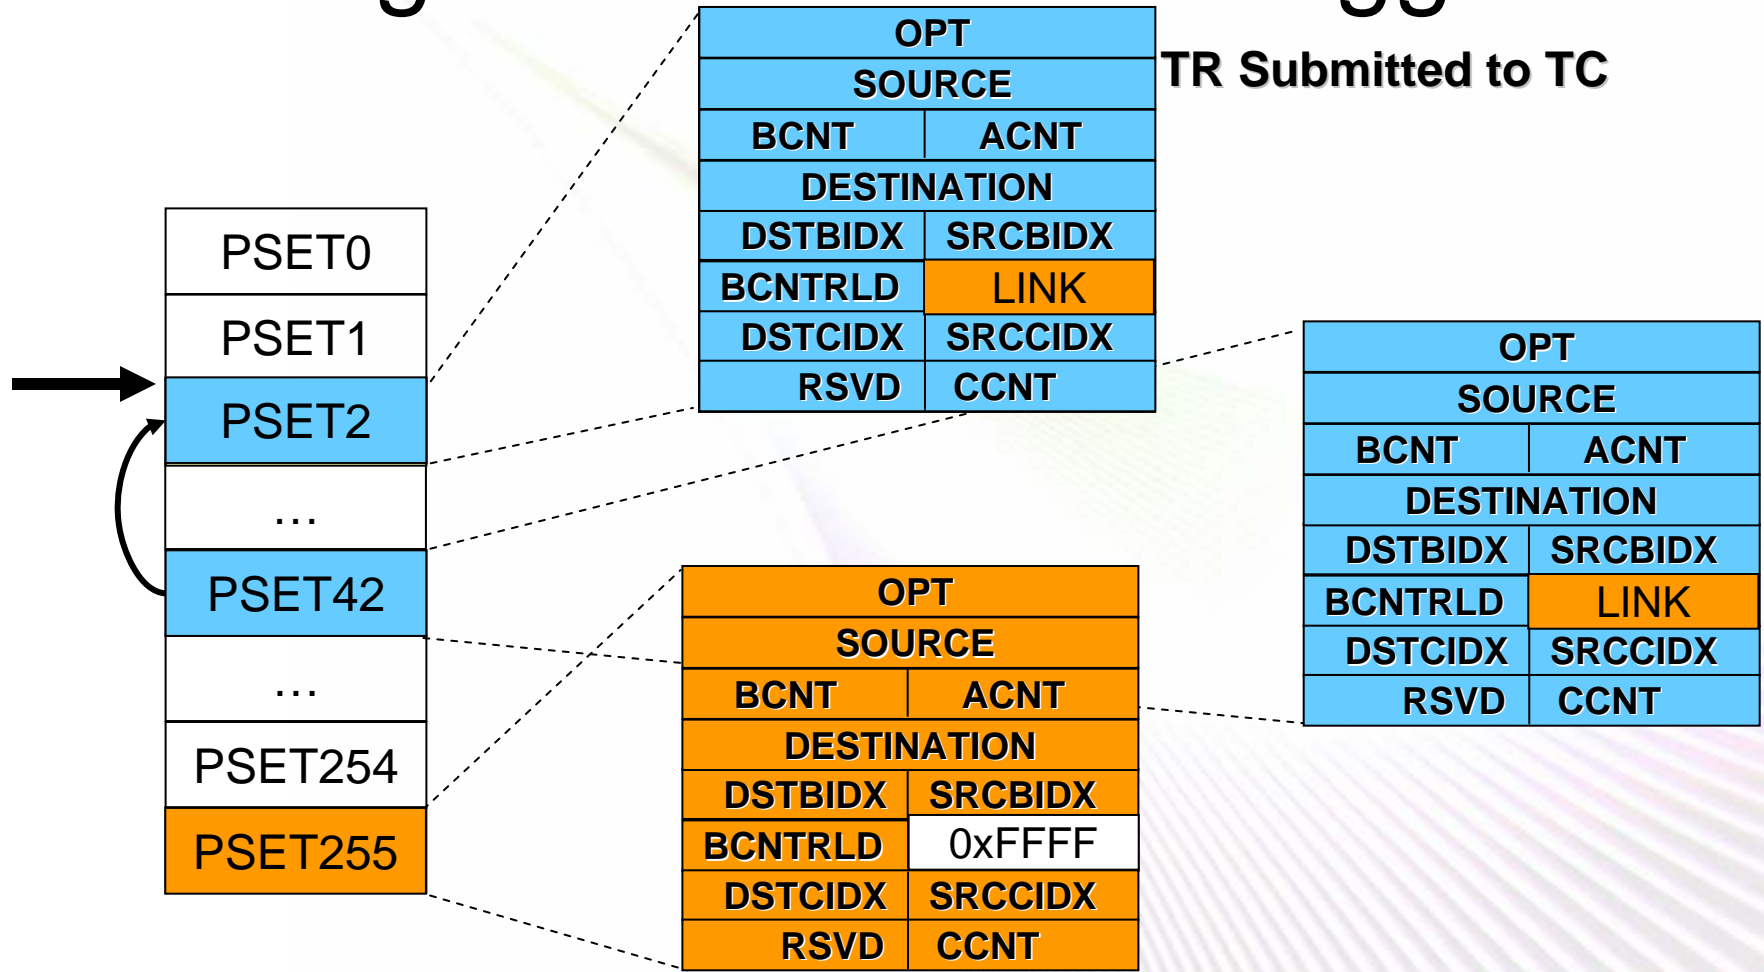 TR Submitted to TC
OPT
SOURCE
BCNT ACNT
DESTINATION
DSTBIDX SRCBIDX
BCNTRLD LINK
DSTCIDX SRCCIDX
RSVD CCNT
PSET0
PSET1
PSET2
...
PSET42
...
PSET254
PSET255
OPT
SOURCE
BCNT ACNT
DESTINATION
DSTBIDX SRCBIDX
BCNTRLD LINK
DSTCIDX SRCCIDX
RSVD CCNT
OPT
SOURCE
BCNT ACNT
DESTINATION
DSTBIDX SRCBIDX
BCNTRLD 0xFFFF
DSTCIDX SRCCIDX
RSVD CCNT